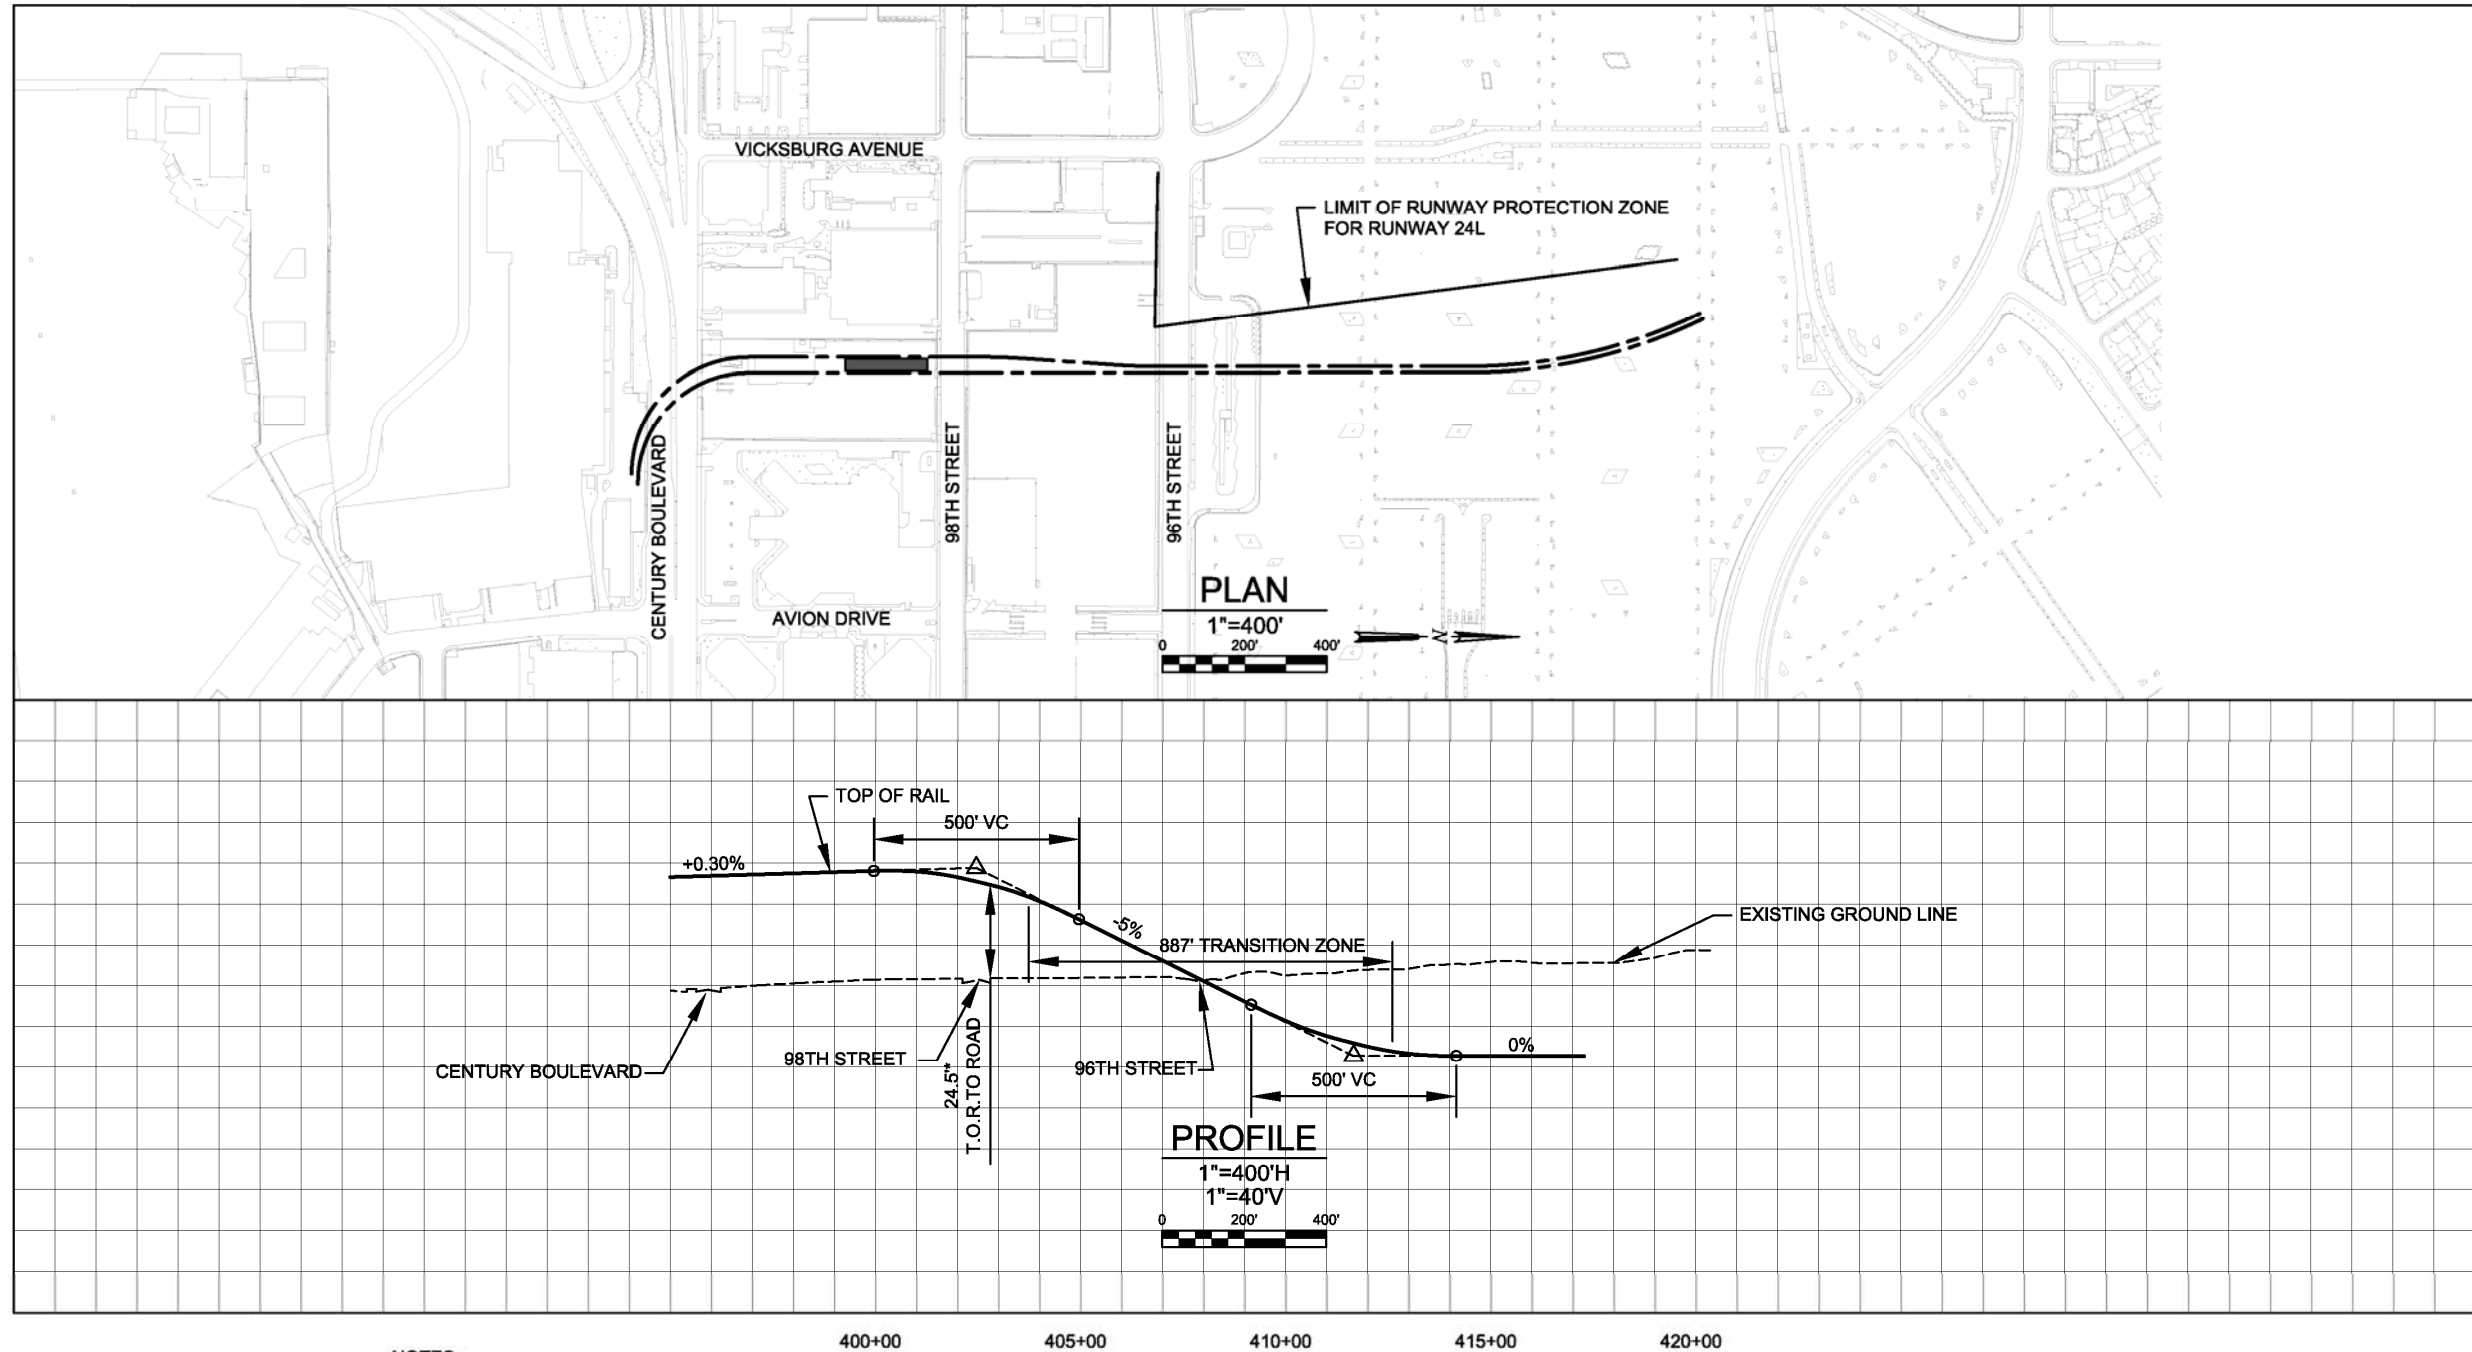 VICKSBURG AVENUE
LIMIT OF RUNWAY PROTECTION ZONE
FOR RUNWAY 24L
CENTURY BOULEVARD
98TH STREET
96TH STREET
AVION DRIVE
PLAN
1"=400'
0 200' 400'
N
TOP OF RAIL
500' VC
+0.30%
-5%
887' TRANSITION ZONE
EXISTING GROUND LINE
CENTURY BOULEVARD
98TH STREET
24.5'*
T.O.R.TO ROAD
96TH STREET
0%
500' VC
PROFILE
1"=400'H
1"=40'V
0 200' 400'
400+00 405+00 410+00 415+00 420+00